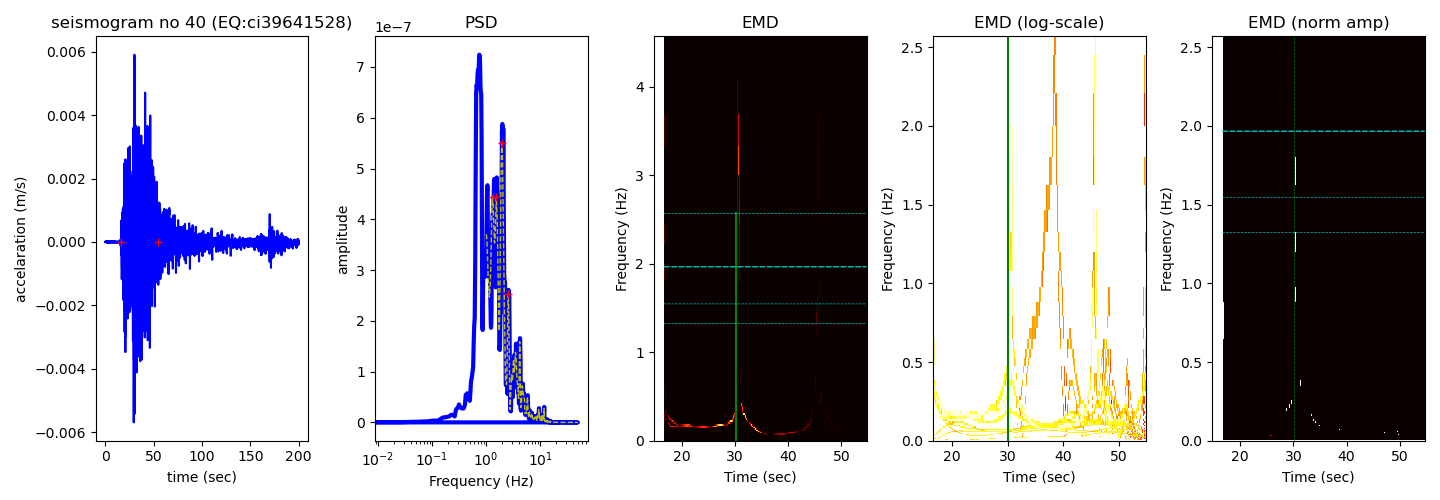 seismogram no 40 (EQ:ci39641528)
0.006
0.004
0.002
0.000
−0.002
−0.004
−0.006
accelaration (m/s)
0 50 100 150 200
time (sec)
PSD
1e−7
7
6
5
4
3
2
1
0
amplitude
10−2 10−1 100 101
Frequency (Hz)
EMD
4
3
2
1
0
Frequency (Hz)
20 30 40 50
Time (sec)
EMD (log-scale)
2.5
2.0
1.5
1.0
0.5
0.0
Frequency (Hz)
20 30 40 50
Time (sec)
EMD (norm amp)
2.5
2.0
1.5
1.0
0.5
0.0
Frequency (Hz)
20 30 40 50
Time (sec)